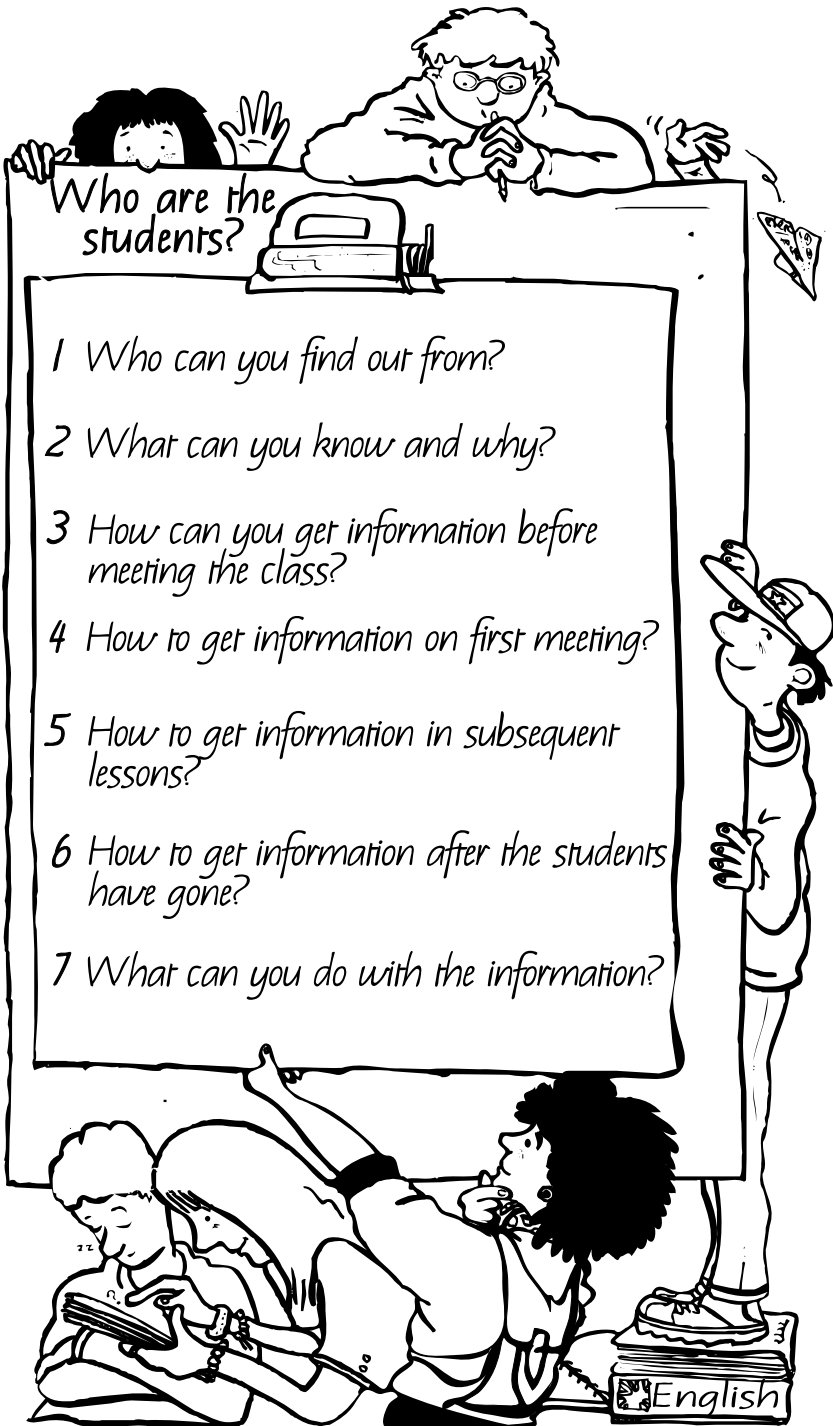 Who are the
students?
1 Who can you find out from?
2 What can you know and why?
3 How can you get information before
meeting the class?
4 How to get information on first meeting?
5 How to get information in subsequent
lessons?
6 How to get information after the students
have gone?
7 What can you do with the information?
zz
?
English